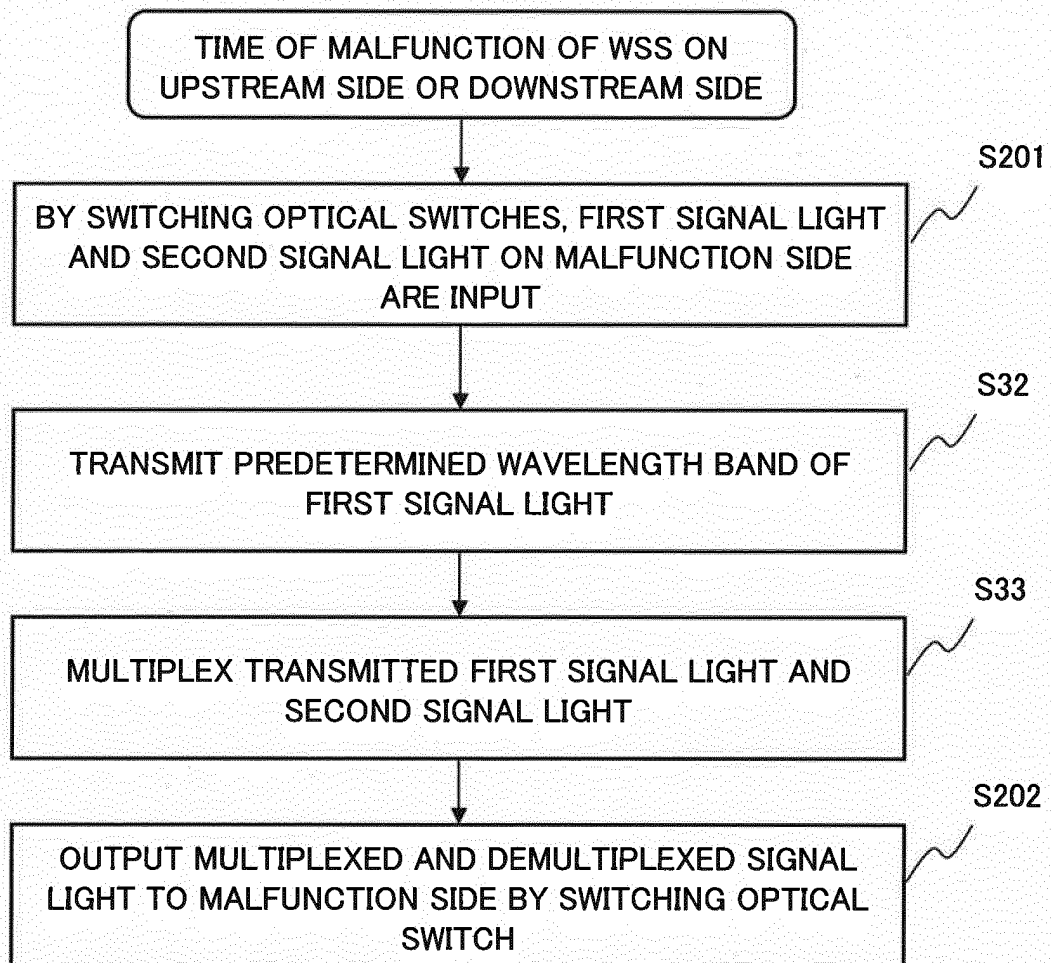 TIME OF MALFUNCTION OF WSS ON
UPSTREAM SIDE OR DOWNSTREAM SIDE
S201
BY SWITCHING OPTICAL SWITCHES, FIRST SIGNAL LIGHT
AND SECOND SIGNAL LIGHT ON MALFUNCTION SIDE
ARE INPUT
S32
TRANSMIT PREDETERMINED WAVELENGTH BAND OF
FIRST SIGNAL LIGHT
S33
MULTIPLEX TRANSMITTED FIRST SIGNAL LIGHT AND
SECOND SIGNAL LIGHT
S202
OUTPUT MULTIPLEXED AND DEMULTIPLEXED SIGNAL
LIGHT TO MALFUNCTION SIDE BY SWITCHING OPTICAL
SWITCH